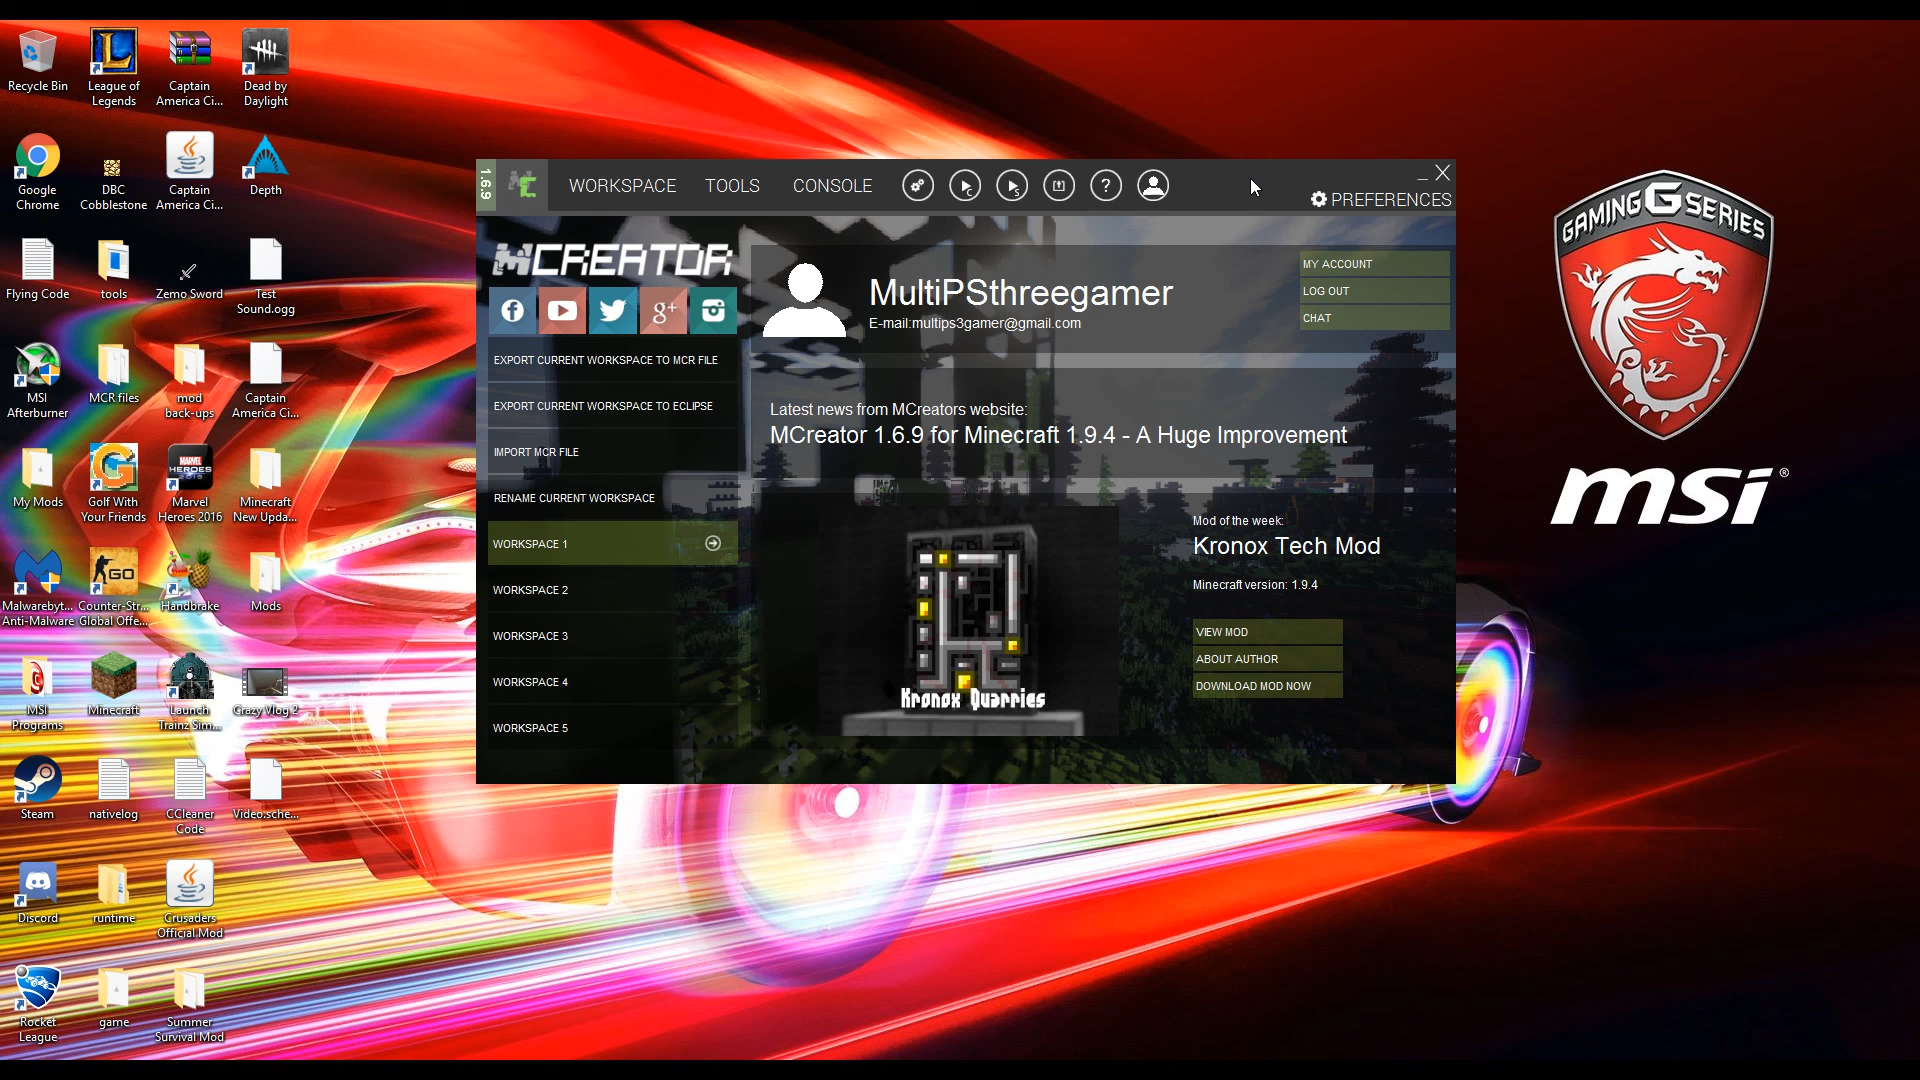 Recycle Bin
League of
Legends
Captain
America Ci...
Dead by
Daylight
Google
Chrome
DBC
Cobblestone
Captain
America Ci...
Depth
Flying Code
tools
Zemo Sword
Test
Sound.ogg
MSI
Afterburner
MCR files
mod
back-ups
Captain
America Ci...
My Mods
Golf With
Your Friends
MARVEL
HEROES
2016
Marvel
Heroes 2016
Minecraft
New Upda...
Malwarebyt...
Anti-Malware
GO
Counter-Str...
Global Offe...
Handbrake
Mods
MSI
Programs
Minecraft
Launch
Trainz Sim...
Crazy Vlog 2
Steam
nativelog
CCleaner
Code
Video.sche...
Discord
runtime
Crusaders
Official Mod
Rocket
League
game
Summer
Survival Mod
1.6.9
WORKSPACE
TOOLS
CONSOLE
PREFERENCES
MCREATOR
EXPORT CURRENT WORKSPACE TO MCR FILE
EXPORT CURRENT WORKSPACE TO ECLIPSE
IMPORT MCR FILE
RENAME CURRENT WORKSPACE
WORKSPACE 1
WORKSPACE 2
WORKSPACE 3
WORKSPACE 4
WORKSPACE 5
MultiPSthreegamer
E-mail:multips3gamer@gmail.com
MY ACCOUNT
LOG OUT
CHAT
Latest news from MCreators website:
MCreator 1.6.9 for Minecraft 1.9.4 - A Huge Improvement
Kronox Quarries
Mod of the week:
Kronox Tech Mod
Minecraft version: 1.9.4
VIEW MOD
ABOUT AUTHOR
DOWNLOAD MOD NOW
GAMING G SERIES
msi®